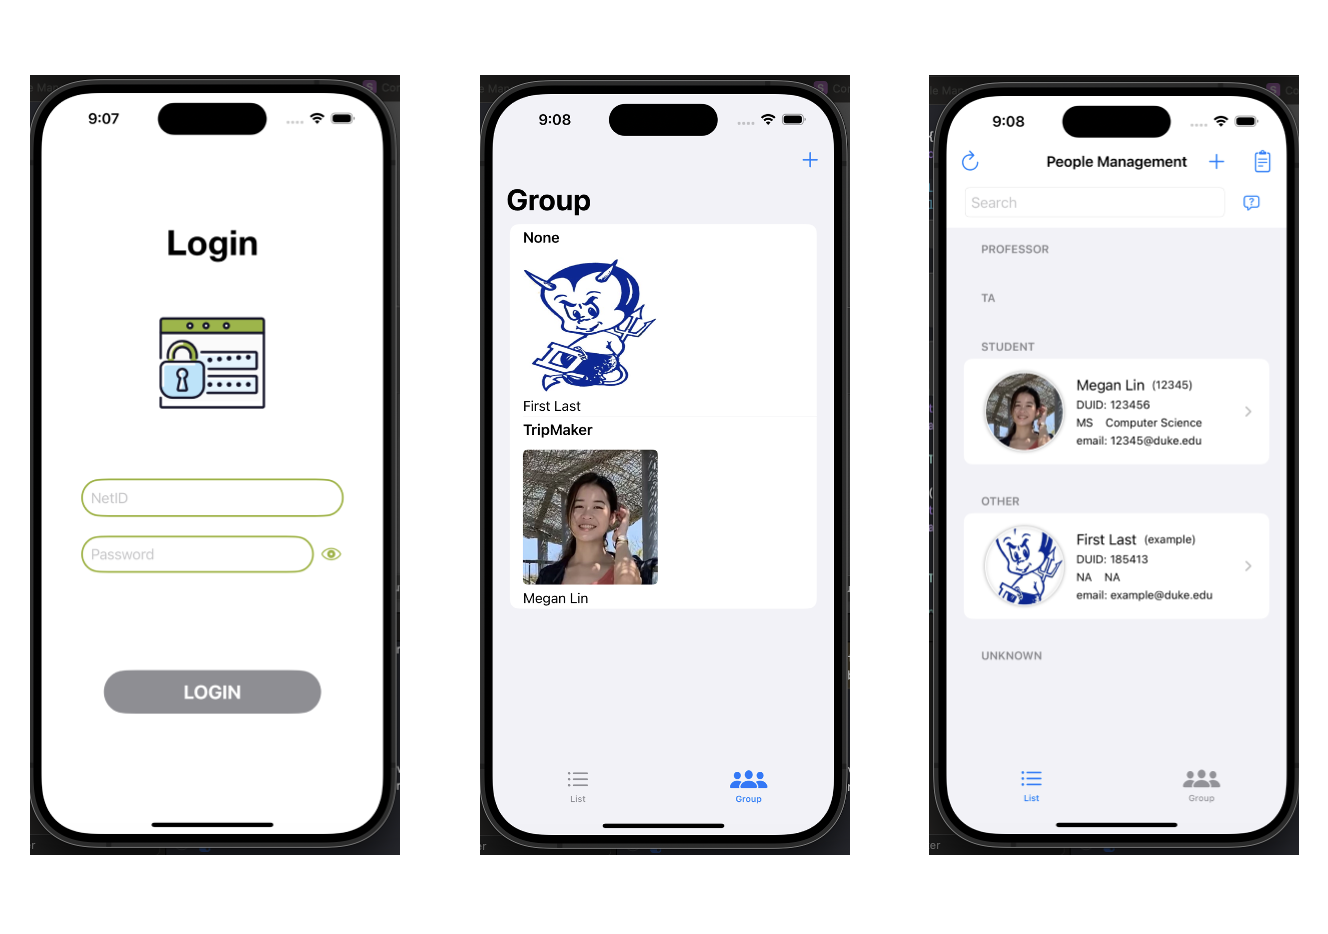 9:07
Login
NetID
Password
LOGIN
9:08
Group
None
First Last
TripMaker
Megan Lin
List
Group
9:08
People Management
Search
PROFESSOR
TA
STUDENT
Megan Lin (12345)
DUID: 123456
MS Computer Science
email: 12345@duke.edu
OTHER
First Last (example)
DUID: 185413
NA NA
email: example@duke.edu
UNKNOWN
List
Group